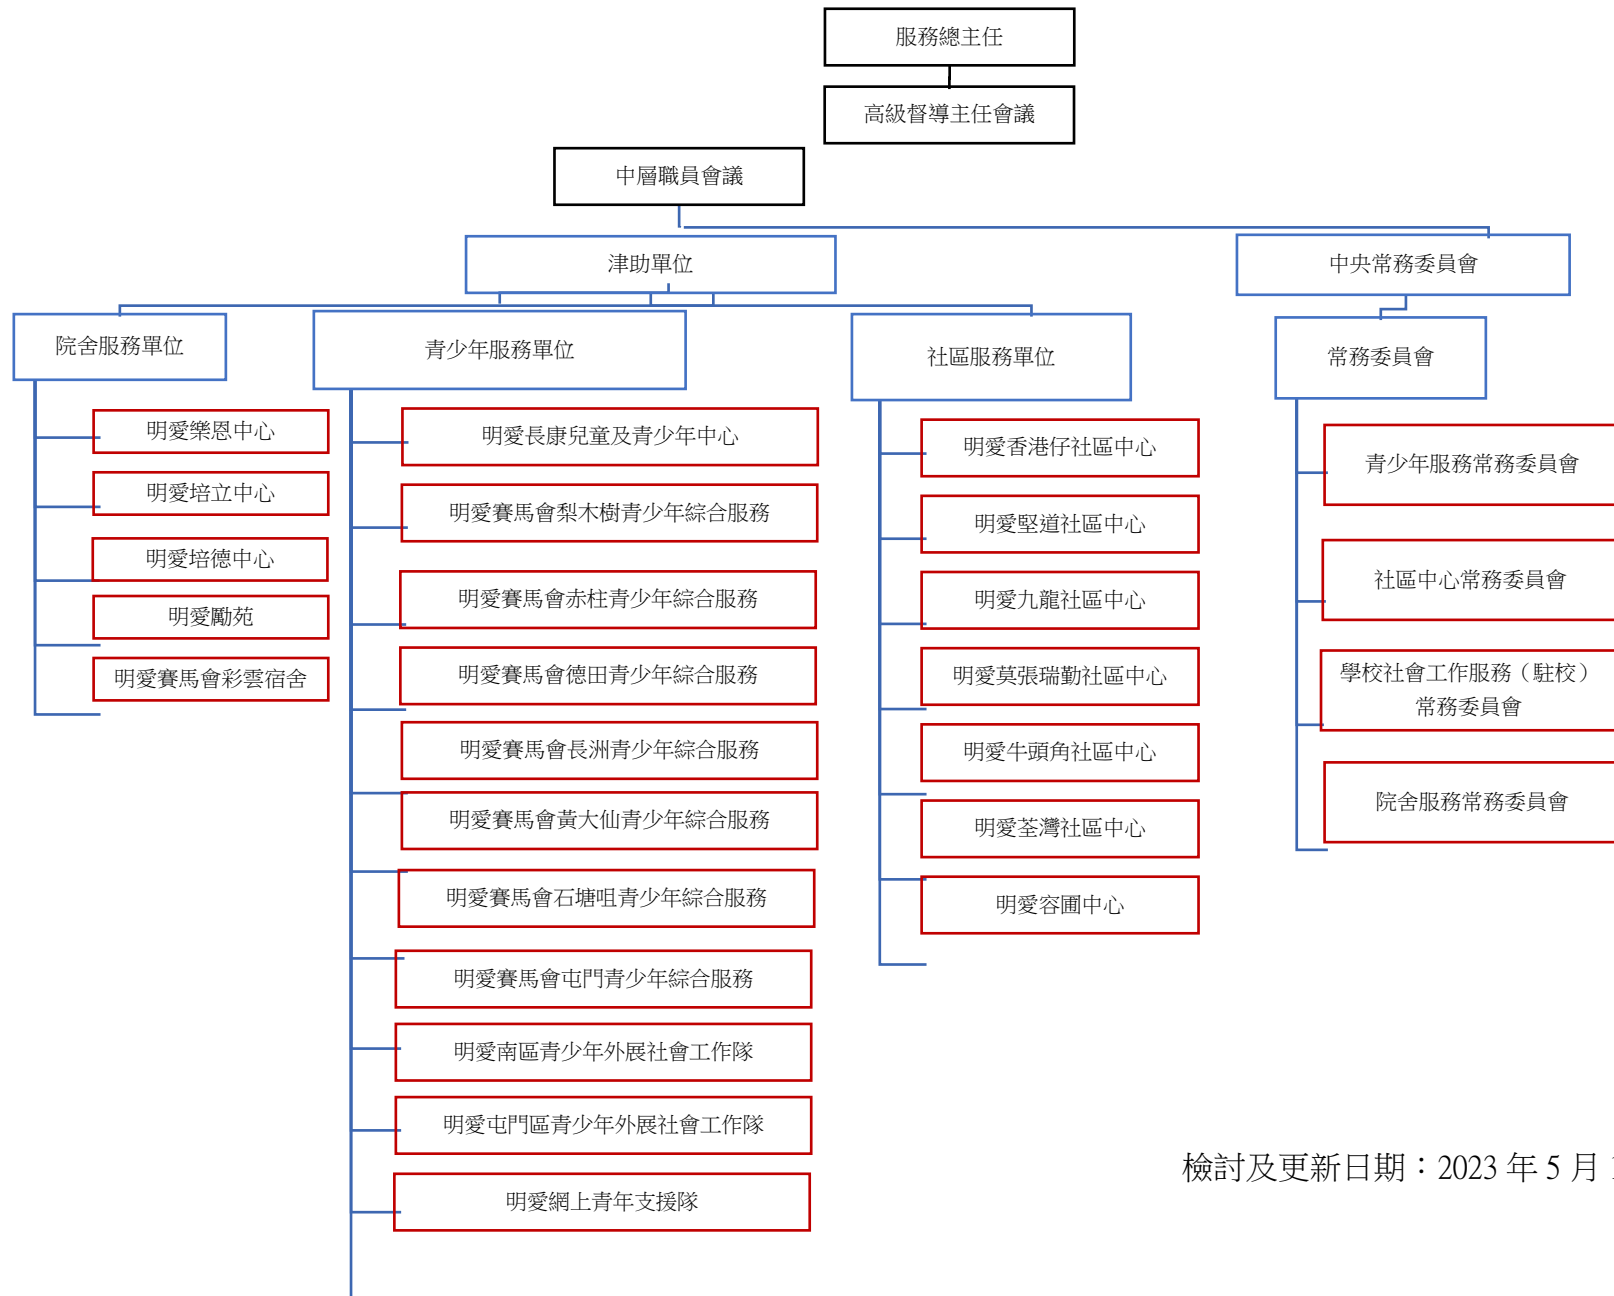 服務總主任
高級督導主任會議
中層職員會議
津助單位
中央常務委員會
院舍服務單位
青少年服務單位
社區服務單位
常務委員會
明愛樂恩中心
明愛培立中心
明愛培德中心
明愛勵苑
明愛賽馬會彩雲宿舍
明愛長康兒童及青少年中心
明愛賽馬會梨木樹青少年綜合服務
明愛賽馬會赤柱青少年綜合服務
明愛賽馬會德田青少年綜合服務
明愛賽馬會長洲青少年綜合服務
明愛賽馬會黃大仙青少年綜合服務
明愛賽馬會石塘咀青少年綜合服務
明愛賽馬會屯門青少年綜合服務
明愛南區青少年外展社會工作隊
明愛屯門區青少年外展社會工作隊
明愛網上青年支援隊
明愛香港仔社區中心
明愛堅道社區中心
明愛九龍社區中心
明愛莫張瑞勤社區中心
明愛牛頭角社區中心
明愛荃灣社區中心
明愛容圃中心
青少年服務常務委員會
社區中心常務委員會
學校社會工作服務（駐校）
常務委員會
院舍服務常務委員會
檢討及更新日期：2023 年 5 月